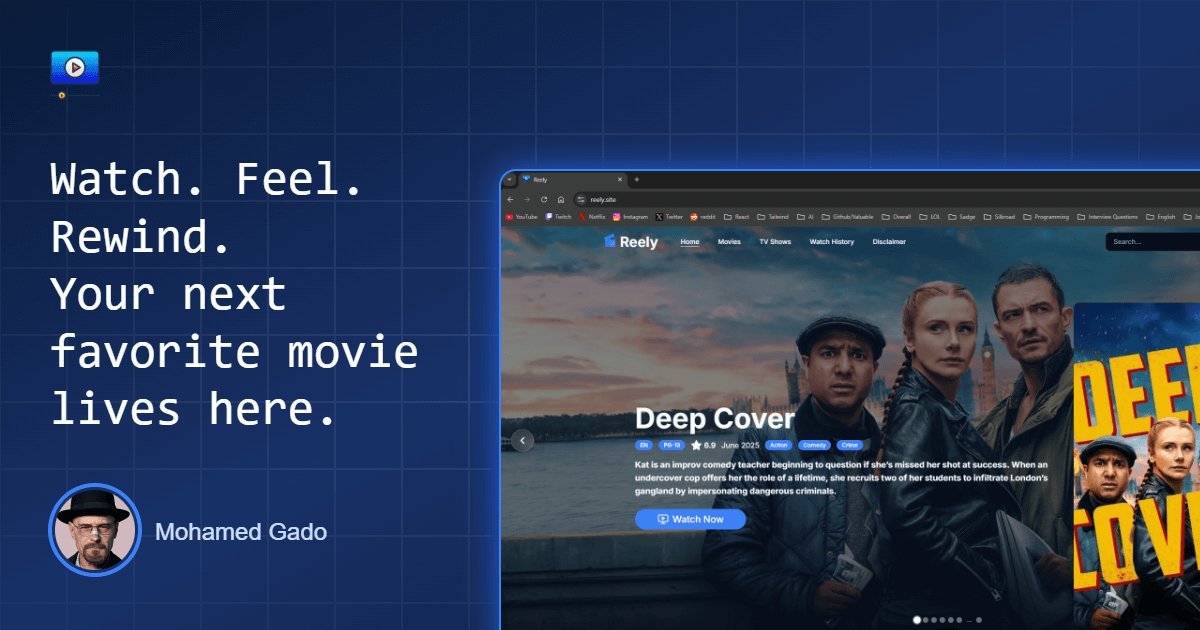 Watch. Feel.
Rewind.
Your next
favorite movie
lives here.
Mohamed Gado
Reely
reely.site
YouTube Twitch Netflix Instagram Twitter reddit React Tailwind AI Github/Valuable Overall LOL Sadge Silkroad Programming Interview Questions English
Reely Home Movies TV Shows Watch History Disclaimer Search...
Deep Cover
EN PG-13 6.9 June 2025 Action Comedy Crime
Kat is an improv comedy teacher beginning to question if she's missed her shot at success. When an
undercover cop offers her the role of a lifetime, she recruits two of her students to infiltrate London's
gangland by impersonating dangerous criminals.
Watch Now
DEEP
COVE